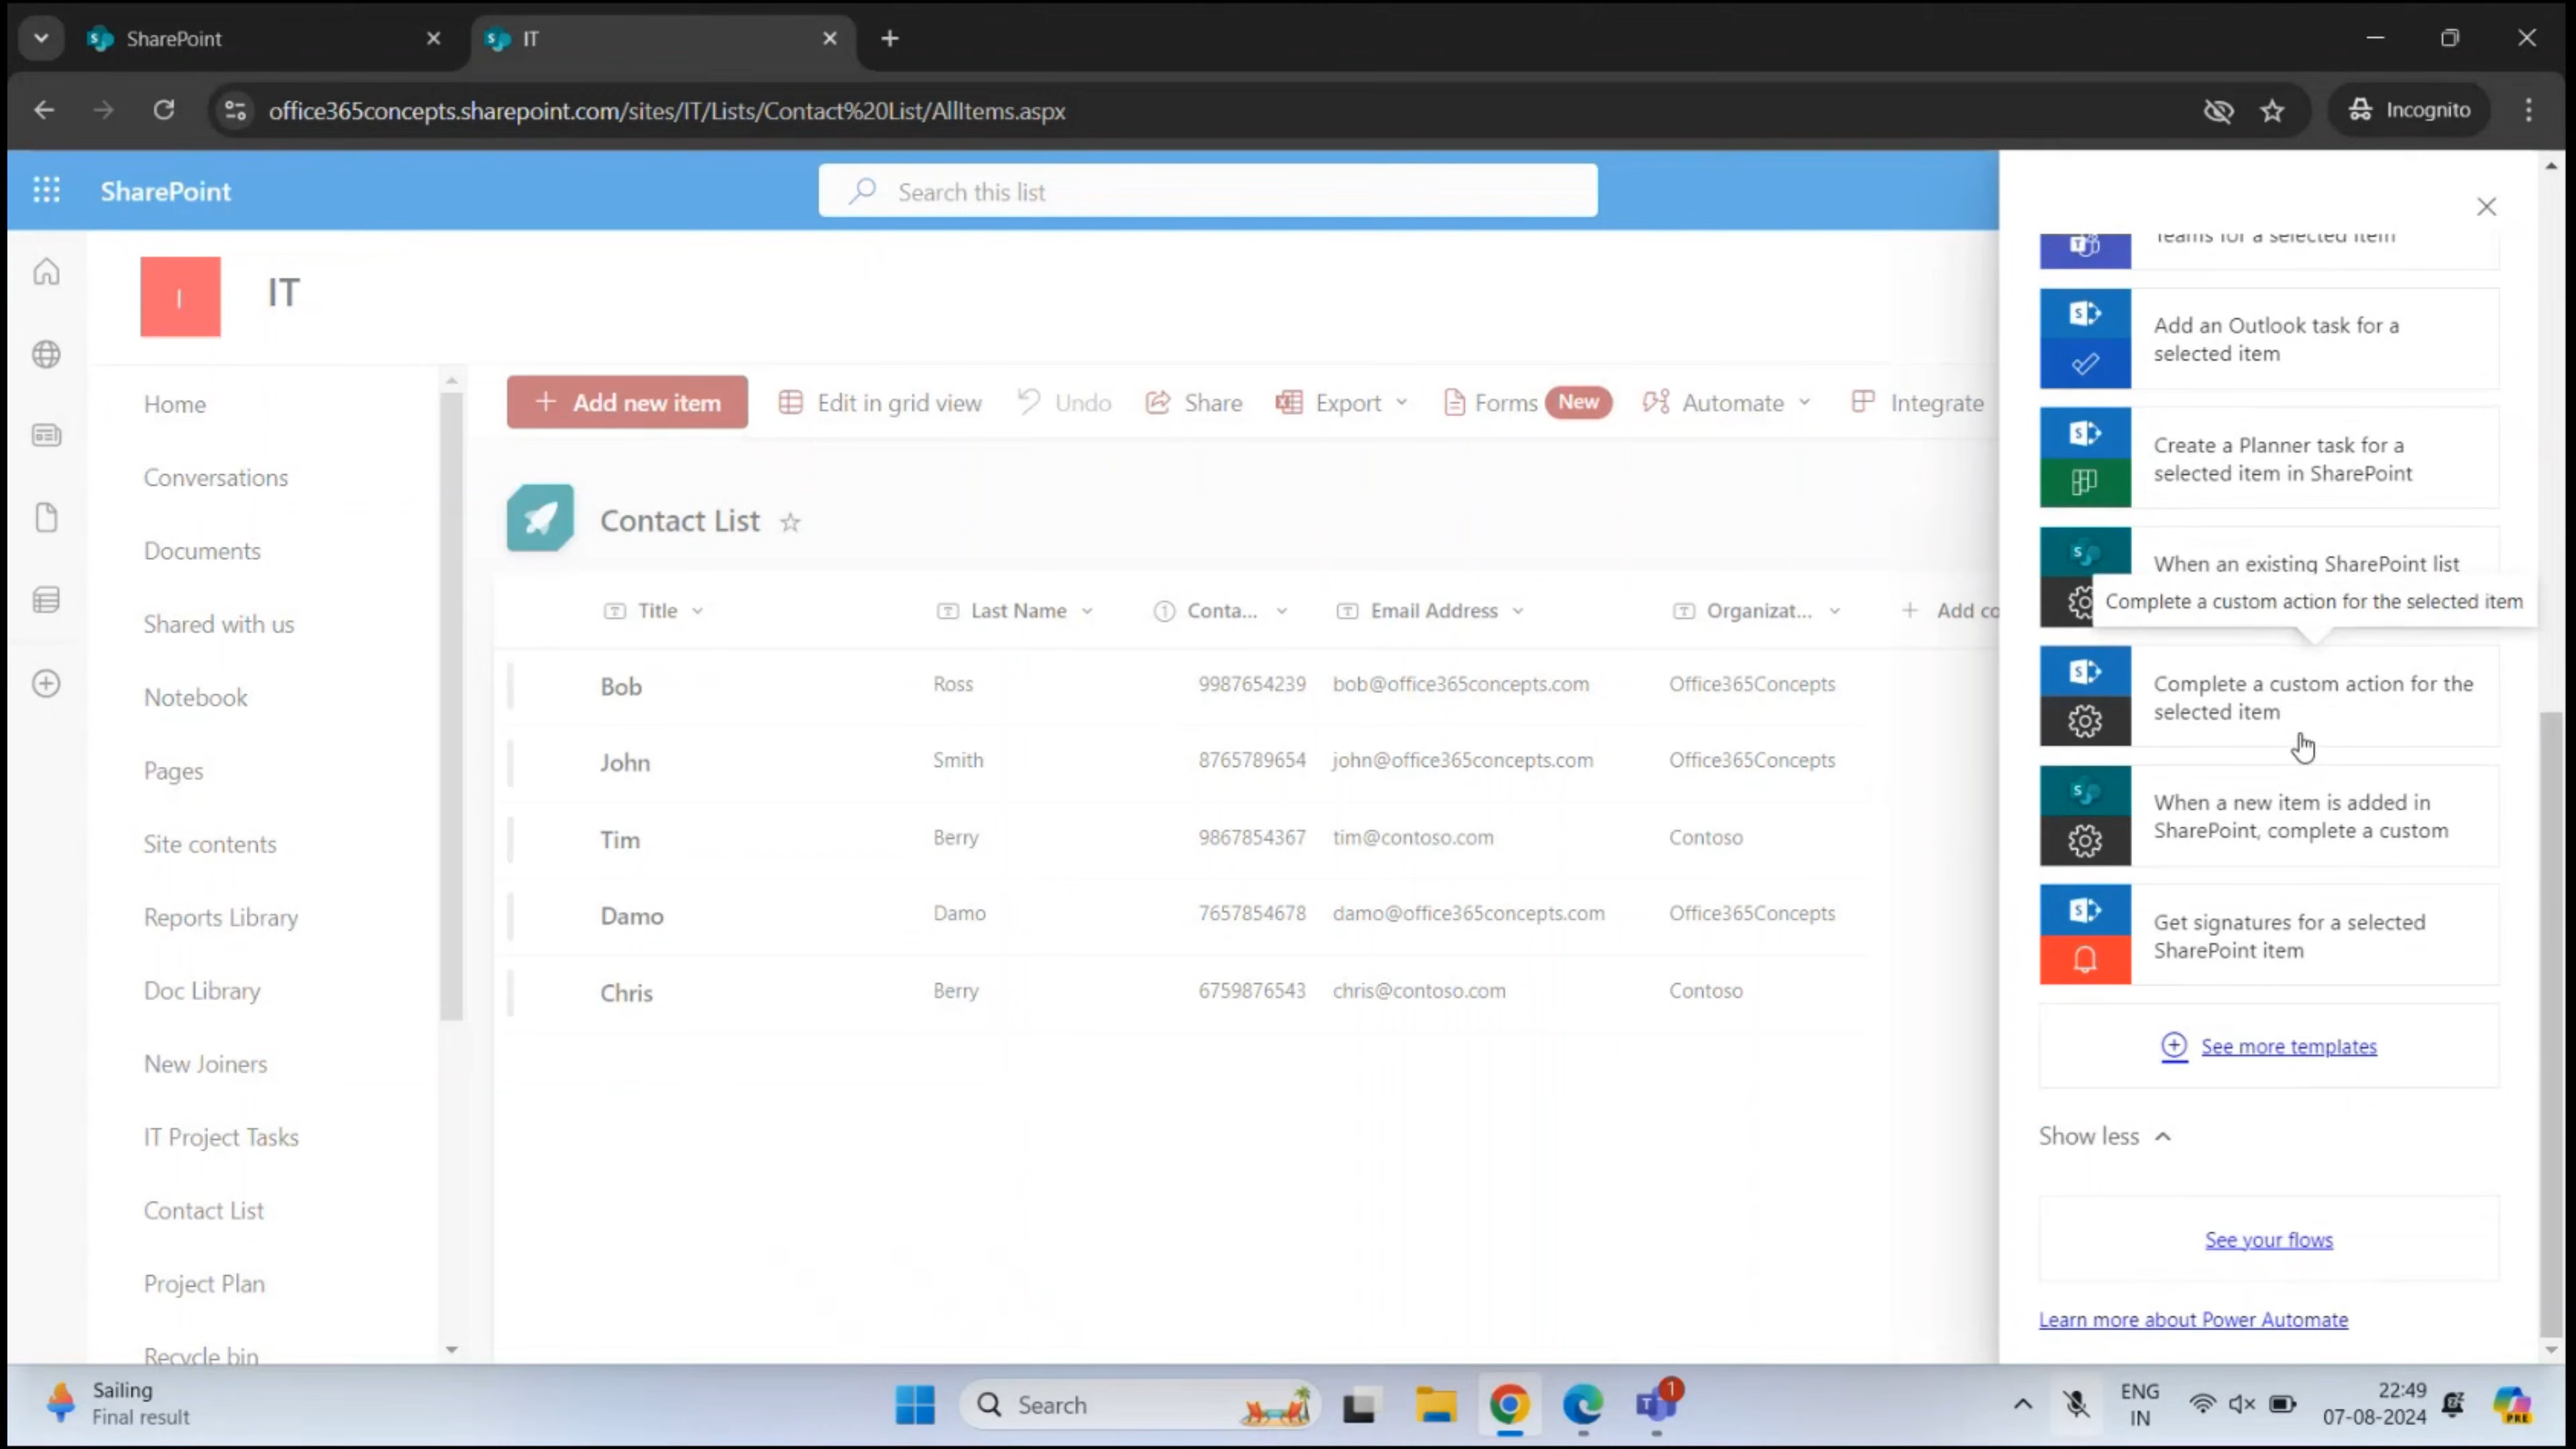 SharePoint
IT
office365concepts.sharepoint.com/sites/IT/Lists/Contact%20List/AllItems.aspx
Incognito
SharePoint
Search this list
I
IT
Home
Conversations
Documents
Shared with us
Notebook
Pages
Site contents
Reports Library
Doc Library
New Joiners
IT Project Tasks
Contact List
Project Plan
Recycle bin
Add new item
Edit in grid view
Undo
Share
Export
Forms New
Automate
Integrate
Contact List
Title Last Name Conta... Email Address Organizat... Add co
Bob Ross 9987654239 bob@office365concepts.com Office365Concepts
John Smith 8765789654 john@office365concepts.com Office365Concepts
Tim Berry 9867854367 tim@contoso.com Contoso
Damo Damo 7657854678 damo@office365concepts.com Office365Concepts
Chris Berry 6759876543 chris@contoso.com Contoso
Teams for a selected item
Add an Outlook task for a
selected item
Create a Planner task for a
selected item in SharePoint
When an existing SharePoint list
Complete a custom action for the selected item
Complete a custom action for the
selected item
When a new item is added in
SharePoint, complete a custom
Get signatures for a selected
SharePoint item
See more templates
Show less
See your flows
Learn more about Power Automate
Sailing
Final result
Search
1
ENG
IN
22:49
07-08-2024
PRE